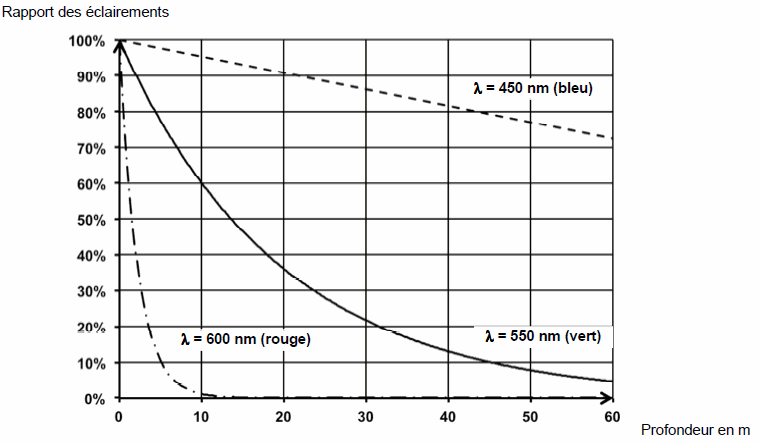 Rapport des éclairements
100%
90%
λ = 450 nm (bleu)
80%
70%
60%
50%
40%
30%
20%
λ = 600 nm (rouge)
λ = 550 nm (vert)
10%
0%
0 10 20 30 40 50 60
Profondeur en m